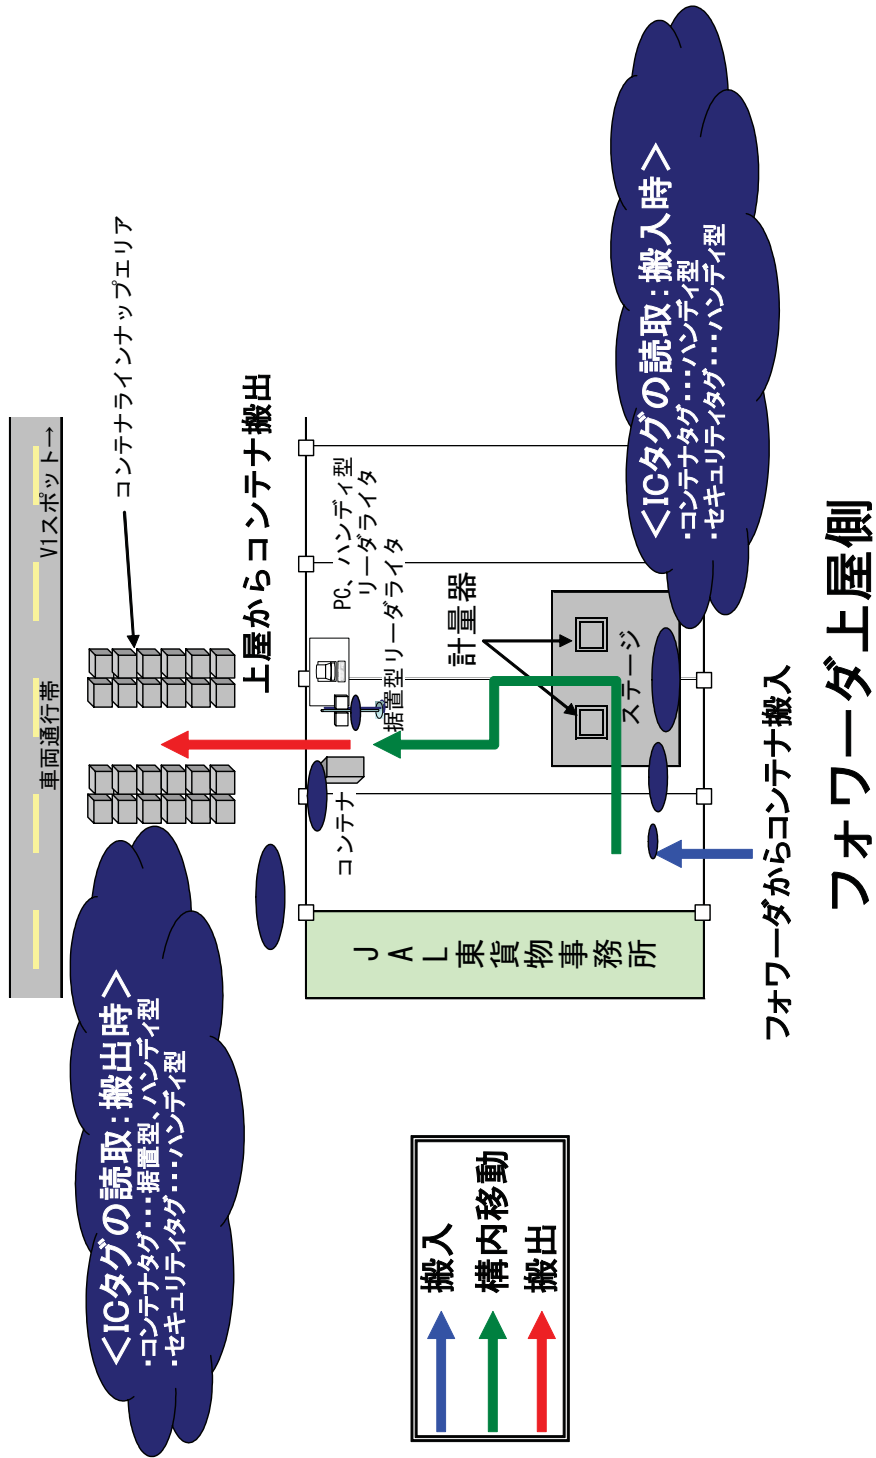 車両通行帯
V1スポット→
コンテナラインナップエリア
上屋からコンテナ搬出
<ICタグの読取:搬出時>
・コンテナタグ・・・据置型、ハンディ型
・セキュリティタグ・・・ハンディ型
PC、ハンディ型
リーダライタ
据置型リーダライタ
コンテナ
計量器
ステージ
JAL東貨物事務所
<ICタグの読取:搬入時>
・コンテナタグ・・・ハンディ型
・セキュリティタグ・・・ハンディ型
フォワーダからコンテナ搬入
搬入
構内移動
搬出
フォワーダ上屋側